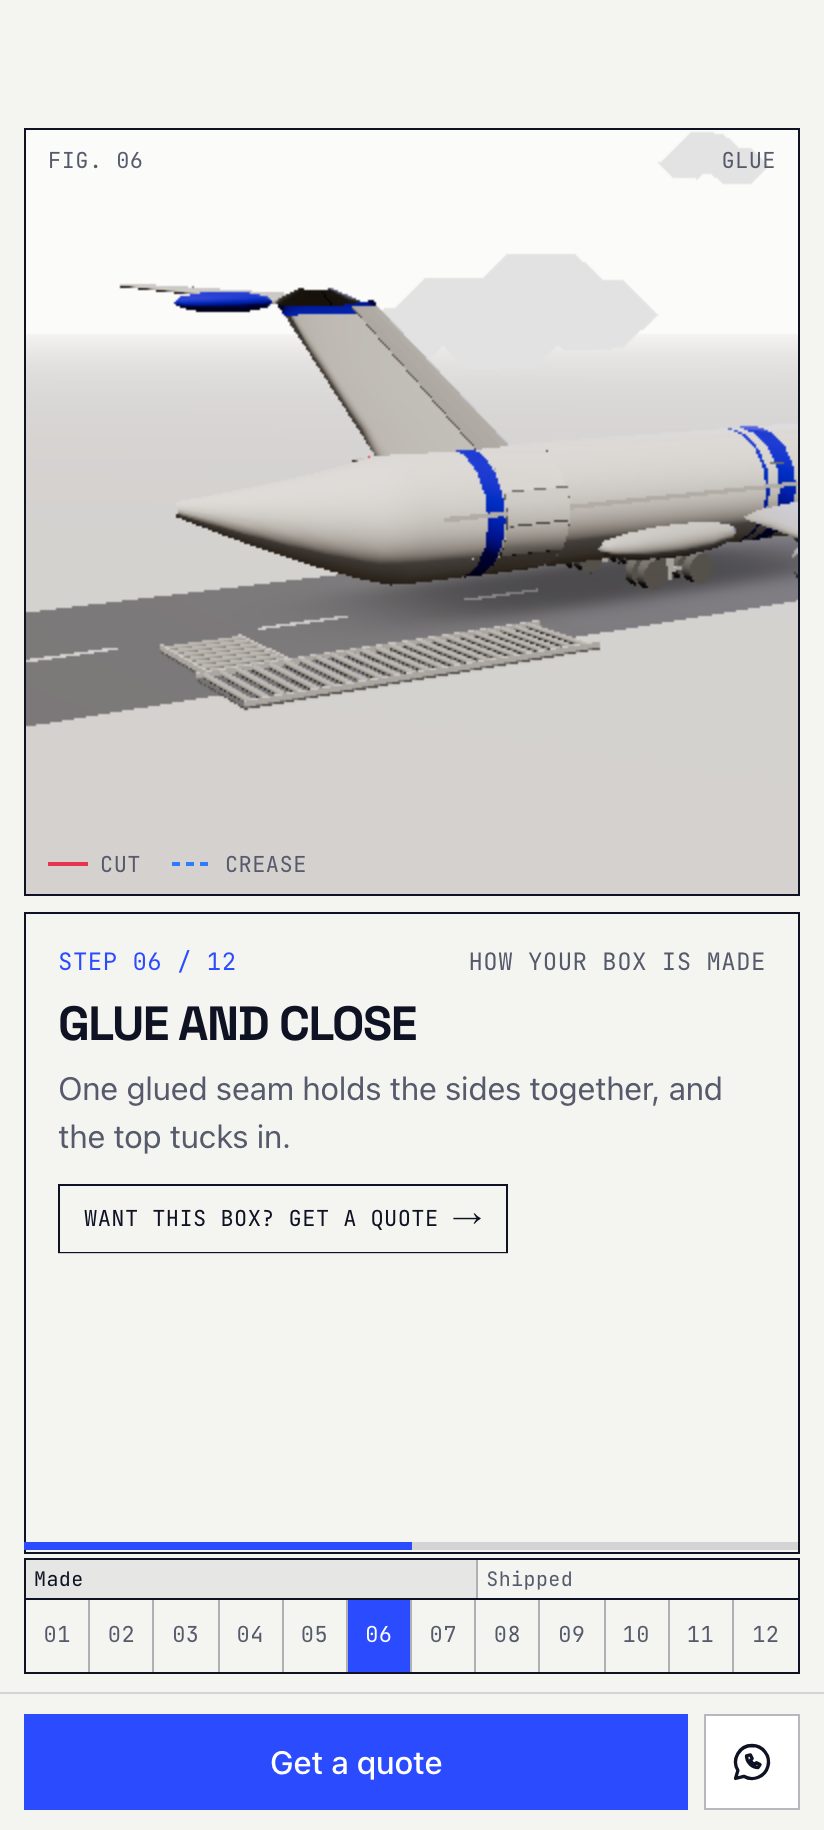 FIG. 06
GLUE
CUT
CREASE
STEP 06 / 12
HOW YOUR BOX IS MADE
GLUE AND CLOSE
One glued seam holds the sides together, and
the top tucks in.
WANT THIS BOX? GET A QUOTE →
Made
Shipped
01 02 03 04 05 06 07 08 09 10 11 12
Get a quote